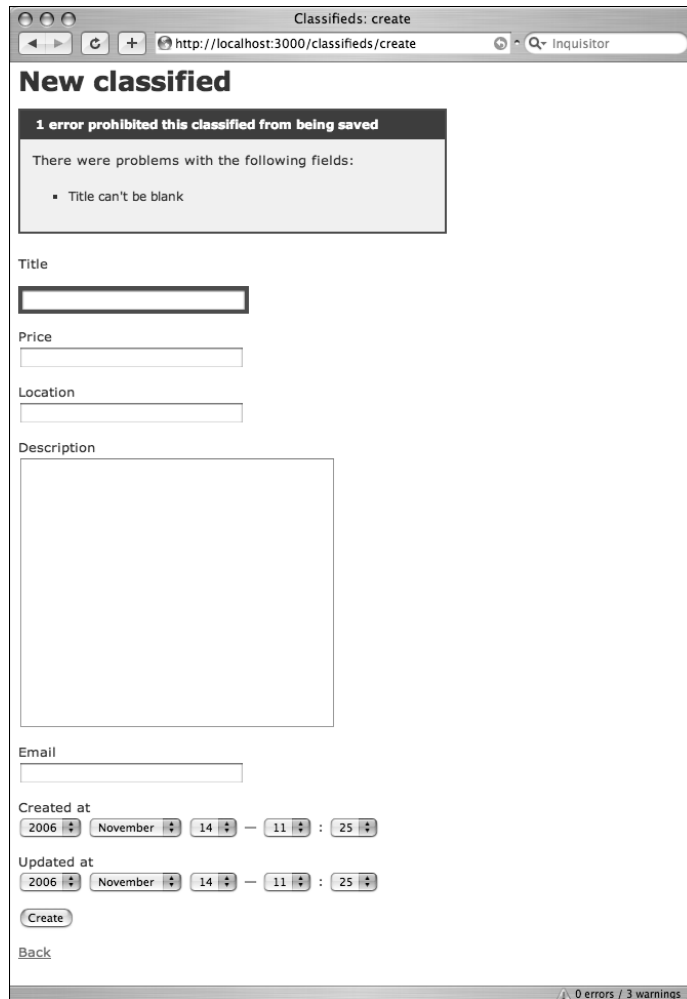 Classifieds: create
http://localhost:3000/classifieds/create
Inquisitor
New classified
1 error prohibited this classified from being saved
There were problems with the following fields:
Title can't be blank
Title
Price
Location
Description
Email
Created at
2006 November 14 — 11 : 25
Updated at
2006 November 14 — 11 : 25
Create
Back
0 errors / 3 warnings